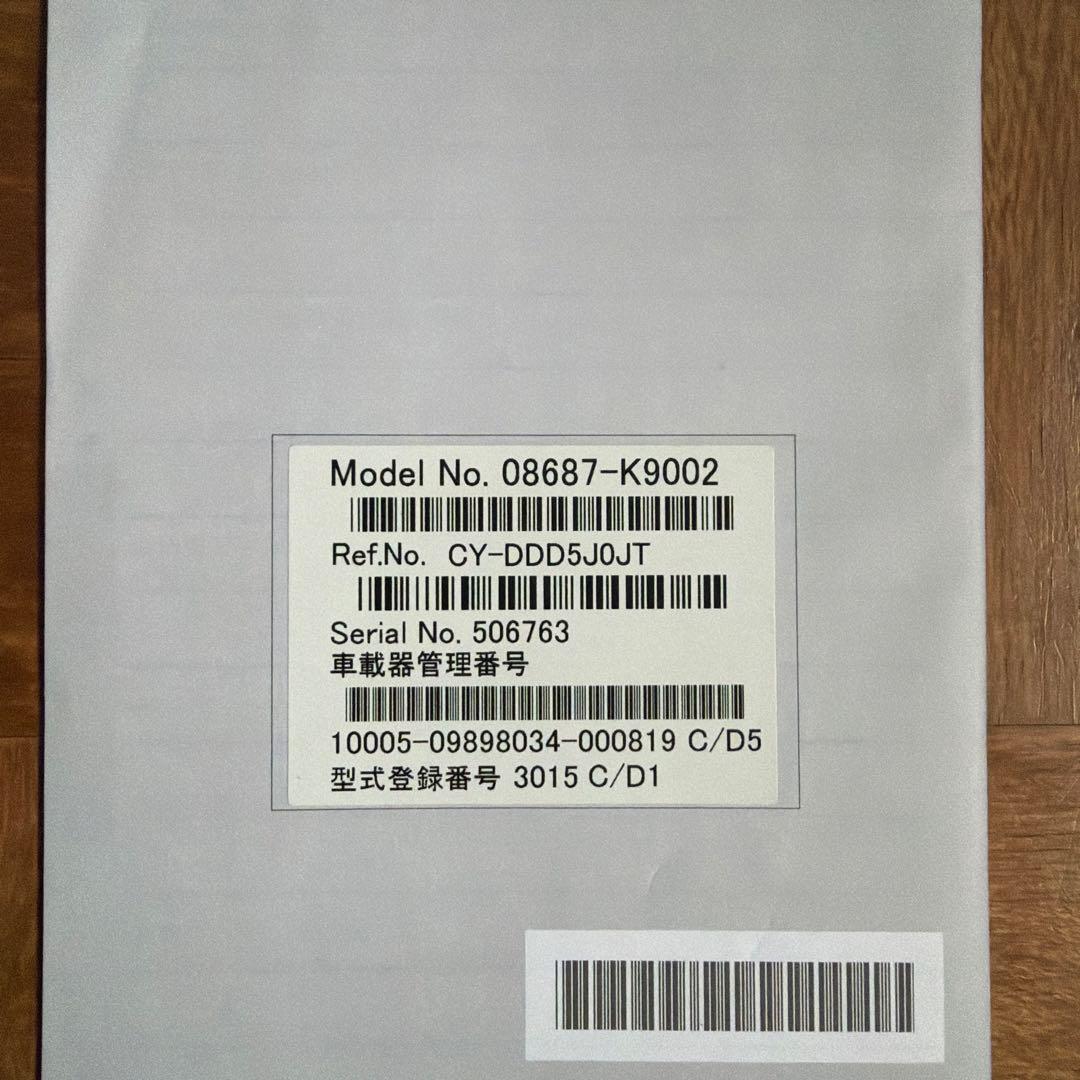 Model No. 08687-K9002
Ref.No. CY-DDD5J0JT
Serial No. 506763
車載器管理番号
10005-09898034-000819 C/D5
型式登録番号 3015 C/D1